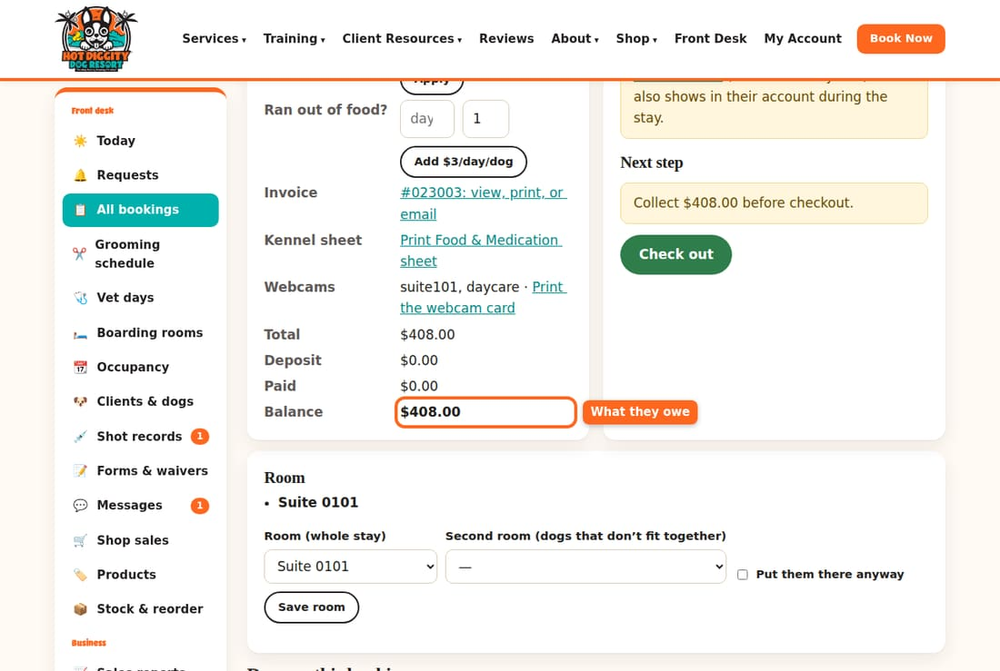 HOT DIGGITY
DOG RESORT
Services ▾ Training ▾ Client Resources ▾ Reviews About ▾ Shop ▾ Front Desk My Account Book Now
Front desk
Today
Requests
All bookings
Grooming
schedule
Vet days
Boarding rooms
Occupancy
Clients & dogs
Shot records 1
Forms & waivers
Messages 1
Shop sales
Products
Stock & reorder
Business
Sales reports
Apply
Ran out of food? day 1
Add $3/day/dog
Invoice #023003: view, print, or
email
Kennel sheet Print Food & Medication
sheet
Webcams suite101, daycare · Print
the webcam card
Total $408.00
Deposit $0.00
Paid $0.00
Balance $408.00 What they owe
also shows in their account during the
stay.
Next step
Collect $408.00 before checkout.
Check out
Room
• Suite 0101
Room (whole stay) Second room (dogs that don’t fit together)
Suite 0101 — Put them there anyway
Save room